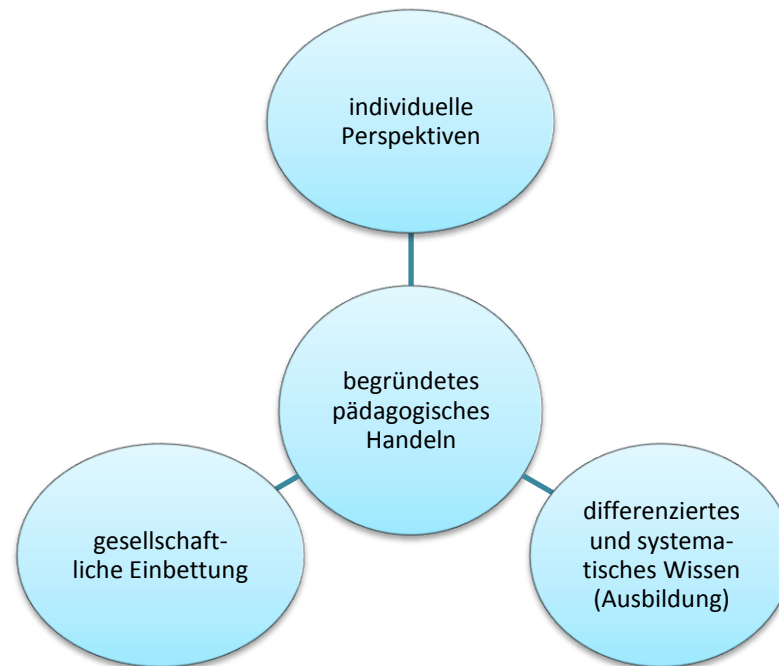 individuelle
Perspektiven
begründetes
pädagogisches
Handeln
gesellschaft-
liche Einbettung
differenziertes
und systema-
tisches Wissen
(Ausbildung)